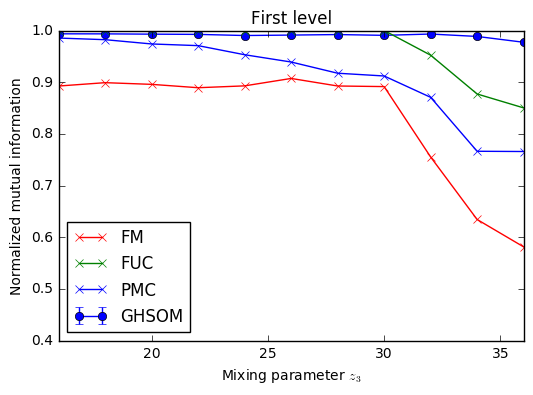 First level
1.0
0.9
0.8
0.7
0.6
0.5
0.4
Normalized mutual information
FM
FUC
PMC
GHSOM
20 25 30 35
Mixing parameter z₃